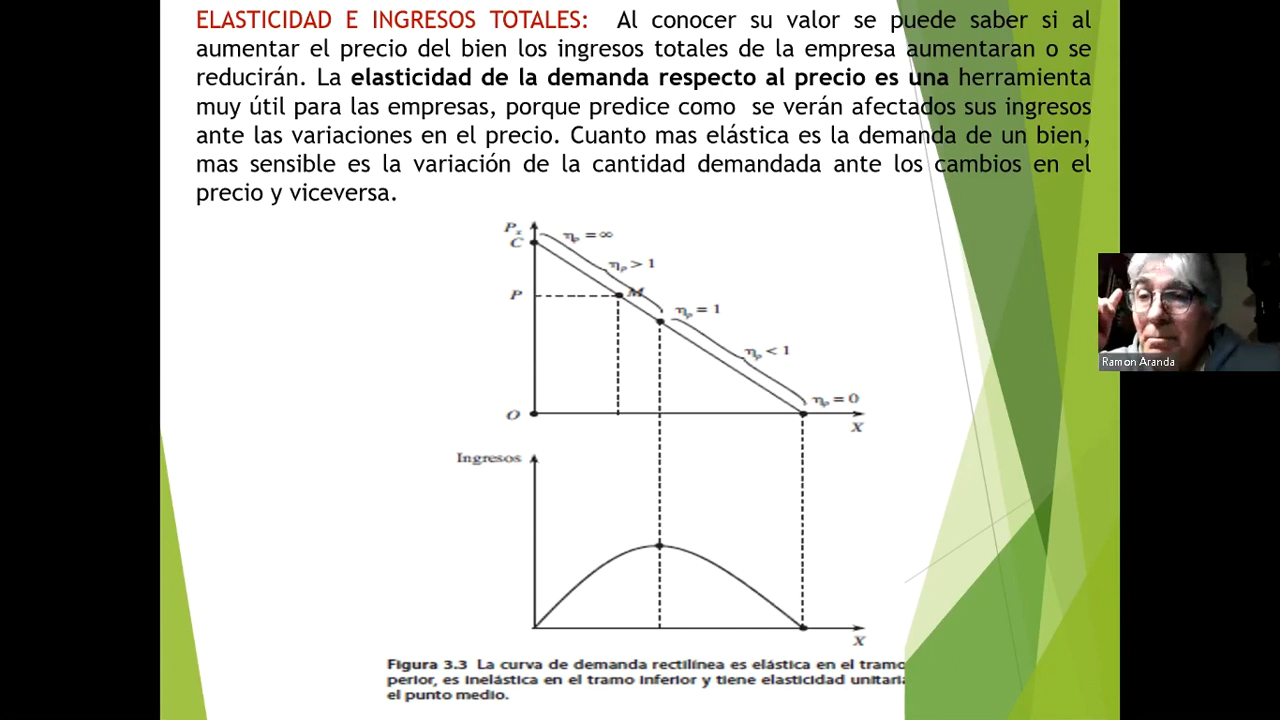 ELASTICIDAD E INGRESOS TOTALES: Al conocer su valor se puede saber si al
aumentar el precio del bien los ingresos totales de la empresa aumentaran o se
reducirán. La elasticidad de la demanda respecto al precio es una herramienta
muy útil para las empresas, porque predice como se verán afectados sus ingresos
ante las variaciones en el precio. Cuanto mas elástica es la demanda de un bien,
mas sensible es la variación de la cantidad demandada ante los cambios en el
precio y viceversa.
Px
C
ηp = ∞
ηp > 1
P
M
ηp = 1
ηp < 1
ηp = 0
O
X
Ingresos
X
Ramon Aranda
Figura 3.3 La curva de demanda rectilínea es elástica en el tramo
perior, es inelástica en el tramo inferior y tiene elasticidad unitari
el punto medio.